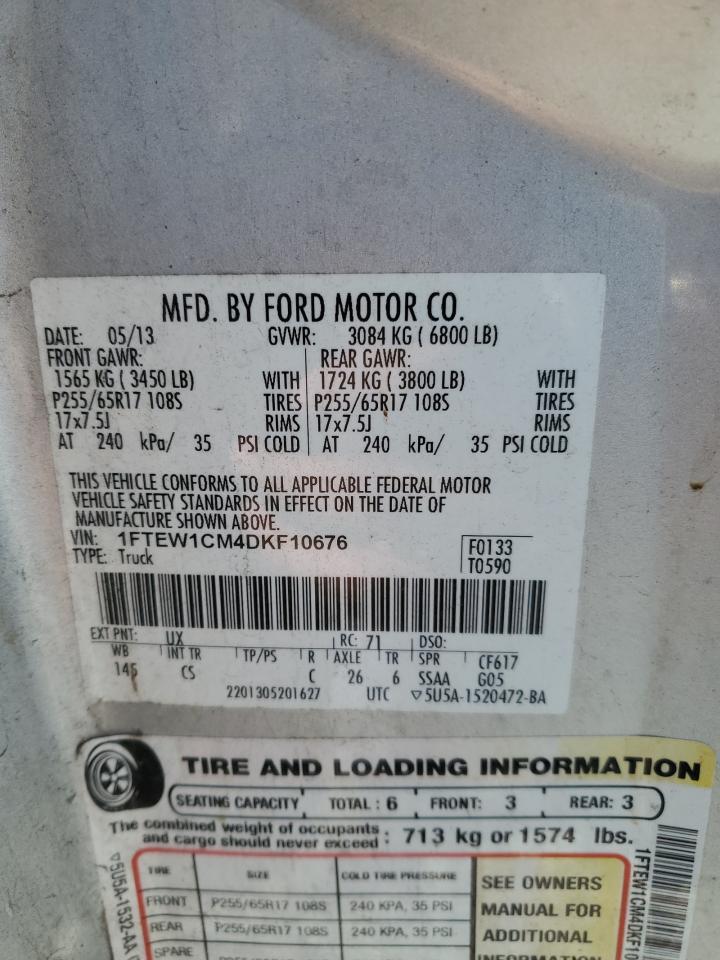 MFD. BY FORD MOTOR CO.
DATE: 05/13 GVWR: 3084 KG ( 6800 LB)
FRONT GAWR: REAR GAWR:
1565 KG ( 3450 LB) WITH 1724 KG ( 3800 LB) WITH
P255/65R17 108S TIRES P255/65R17 108S TIRES
17x7.5J RIMS 17x7.5J RIMS
AT 240 kPa/ 35 PSI COLD AT 240 kPa/ 35 PSI COLD
THIS VEHICLE CONFORMS TO ALL APPLICABLE FEDERAL MOTOR
VEHICLE SAFETY STANDARDS IN EFFECT ON THE DATE OF
MANUFACTURE SHOWN ABOVE.
VIN: 1FTEW1CM4DKF10676 F0133
TYPE: Truck T0590
EXT PNT: UX RC: 71 DSO:
WB INT TR TP/PS R AXLE TR SPR CF617
145 CS C 26 6 SSAA G05
2201305201627 UTC ▽5U5A-1520472-BA
TIRE AND LOADING INFORMATION
SEATING CAPACITY TOTAL : 6 FRONT: 3 REAR: 3
The combined weight of occupants
and cargo should never exceed : 713 kg or 1574 lbs.
TIRE SIZE COLD TIRE PRESSURE
FRONT P255/65R17 108S 240 KPA, 35 PSI
REAR P255/65R17 108S 240 KPA, 35 PSI
SPARE
SEE OWNERS
MANUAL FOR
ADDITIONAL
INFORMATION
▽5U5A-1532-AA
1FTEW1CM4DKF10